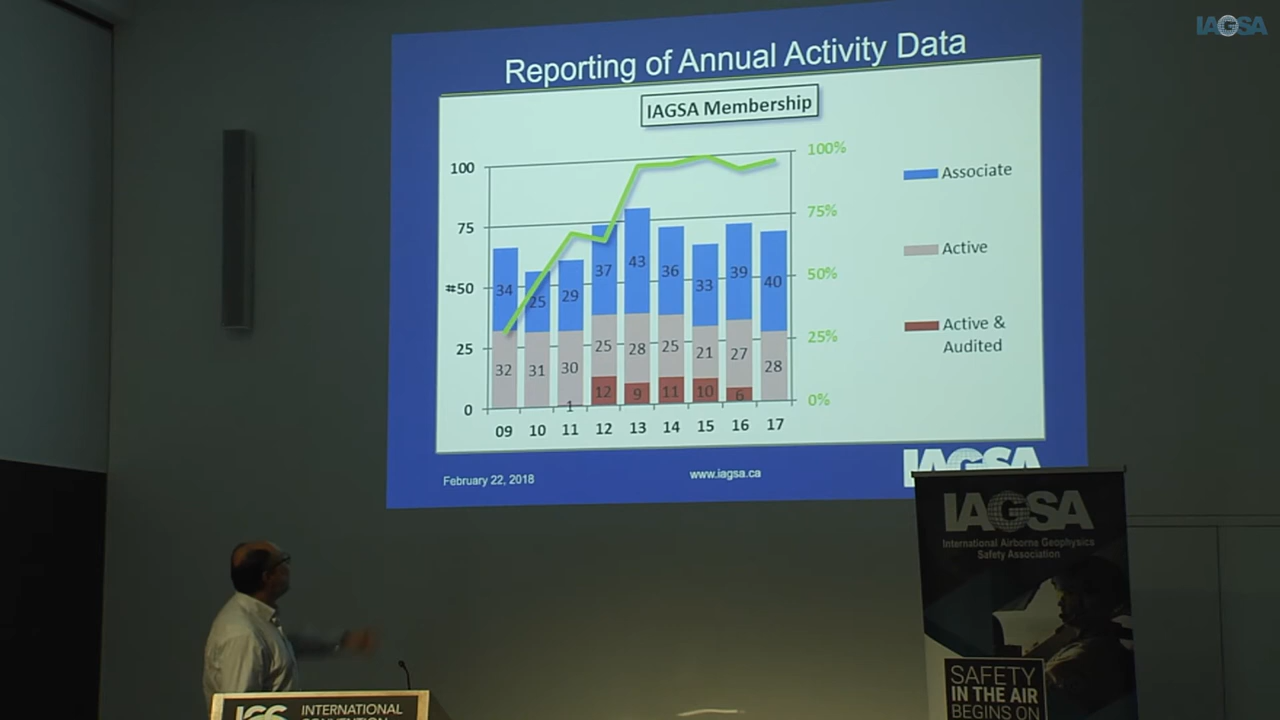 IAGSA
Reporting of Annual Activity Data
IAGSA Membership
100
75
#50
25
0
100%
75%
50%
25%
0%
34
25
29
37
43
36
33
39
40
32
31
30
25
28
25
21
27
28
1
12
9
11
10
6
09 10 11 12 13 14 15 16 17
Associate
Active
Active &
Audited
February 22, 2018
www.iagsa.ca
IAGSA
IAGSA
International Airborne Geophysics
Safety Association
SAFETY
IN THE AIR
BEGINS ON
ICC
INTERNATIONAL
CONVENTION